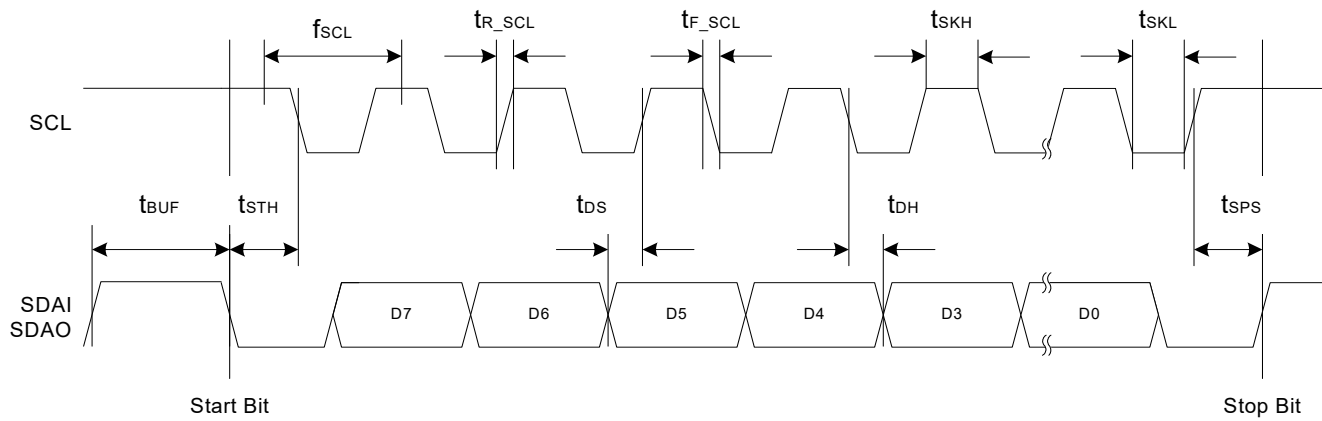 fSCL
tR_SCL
tF_SCL
tSKH
tSKL
SCL
tBUF
tSTH
tDS
tDH
tSPS
SDAI
SDAO
D7
D6
D5
D4
D3
D0
Start Bit
Stop Bit